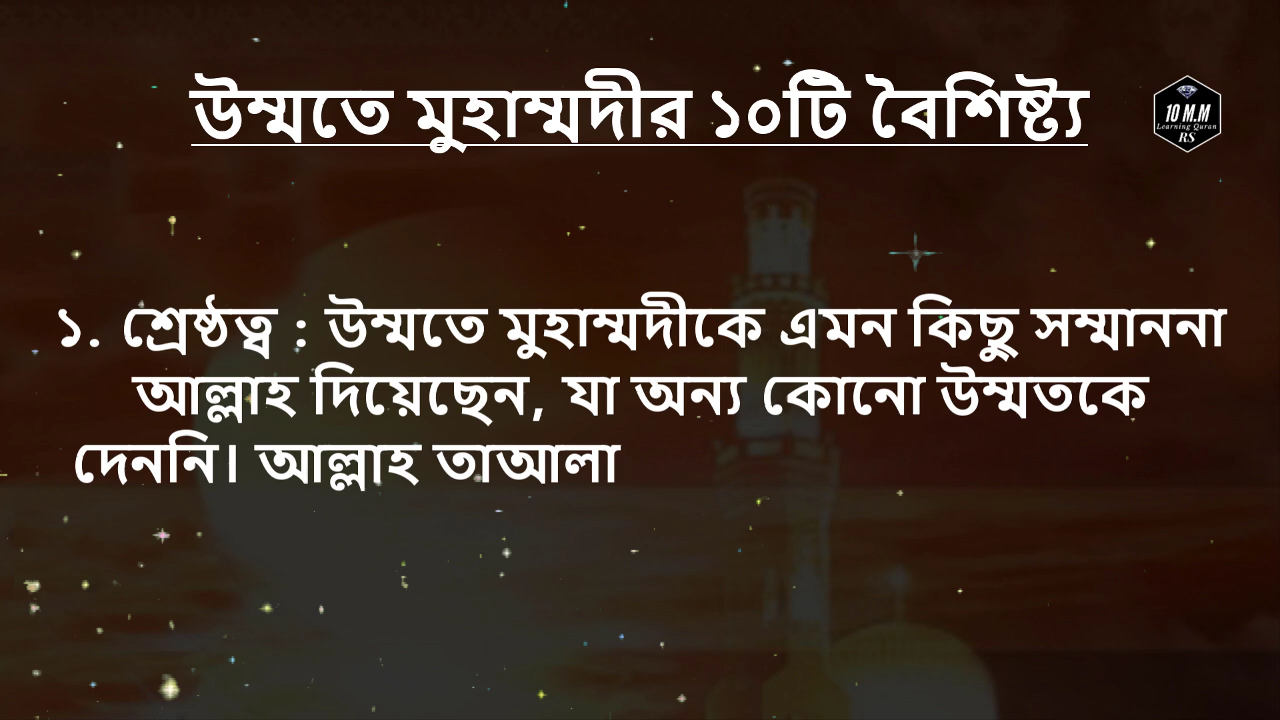 উম্মতে মুহাম্মদীর ১০টি বৈশিষ্ট্য
10 M.M
Learning Quran
RS
১. শ্রেষ্ঠত্ব : উম্মতে মুহাম্মদীকে এমন কিছু সম্মাননা
আল্লাহ দিয়েছেন, যা অন্য কোনো উম্মতকে
দেননি। আল্লাহ তাআলা